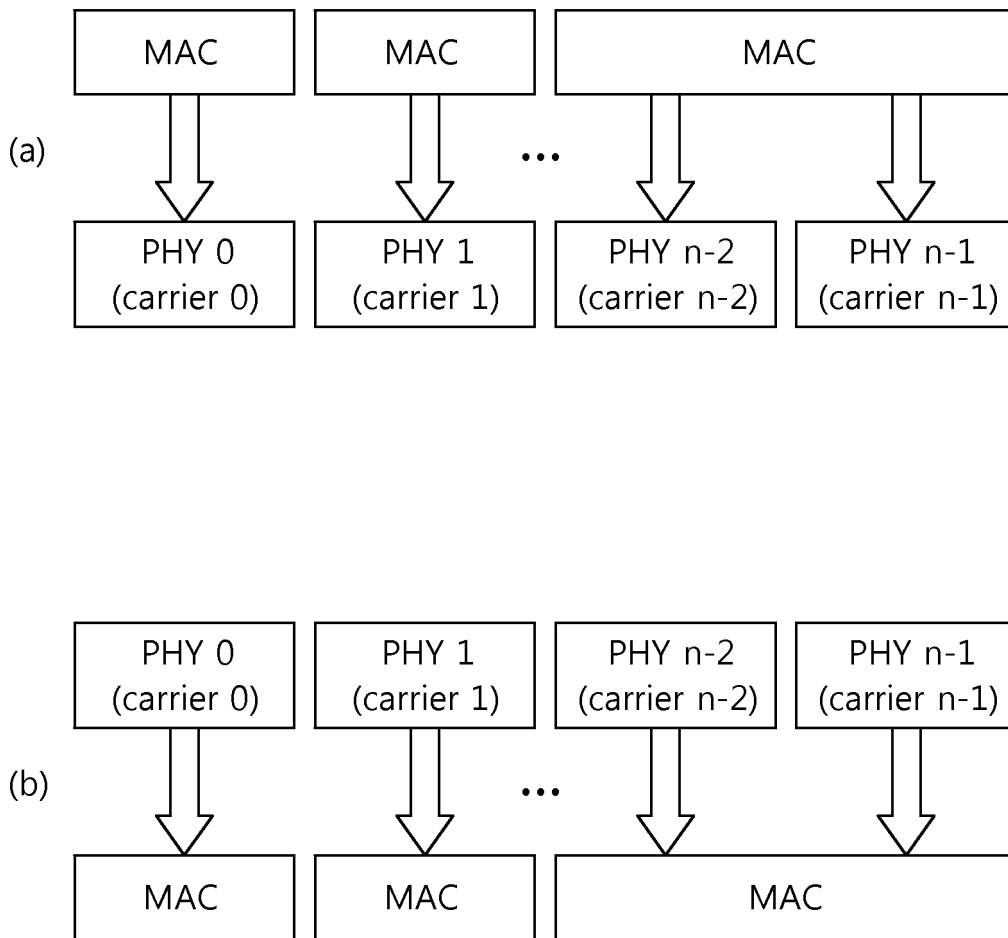 MAC MAC MAC
(a)
...
PHY 0 PHY 1 PHY n-2 PHY n-1
(carrier 0) (carrier 1) (carrier n-2) (carrier n-1)
PHY 0 PHY 1 PHY n-2 PHY n-1
(carrier 0) (carrier 1) (carrier n-2) (carrier n-1)
(b)
...
MAC MAC MAC